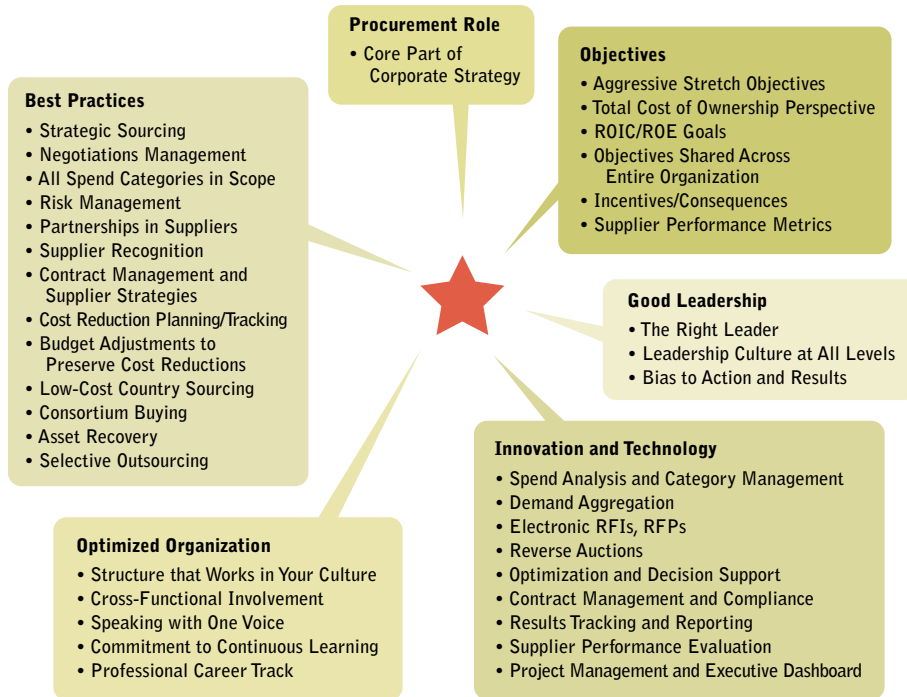 Procurement Role
• Core Part of
Corporate Strategy
Objectives
• Aggressive Stretch Objectives
• Total Cost of Ownership Perspective
• ROIC/ROE Goals
• Objectives Shared Across
Entire Organization
• Incentives/Consequences
• Supplier Performance Metrics
Best Practices
• Strategic Sourcing
• Negotiations Management
• All Spend Categories in Scope
• Risk Management
• Partnerships in Suppliers
• Supplier Recognition
• Contract Management and
Supplier Strategies
• Cost Reduction Planning/Tracking
• Budget Adjustments to
Preserve Cost Reductions
• Low-Cost Country Sourcing
• Consortium Buying
• Asset Recovery
• Selective Outsourcing
Good Leadership
• The Right Leader
• Leadership Culture at All Levels
• Bias to Action and Results
Innovation and Technology
• Spend Analysis and Category Management
• Demand Aggregation
• Electronic RFIs, RFPs
• Reverse Auctions
• Optimization and Decision Support
• Contract Management and Compliance
• Results Tracking and Reporting
• Supplier Performance Evaluation
• Project Management and Executive Dashboard
Optimized Organization
• Structure that Works in Your Culture
• Cross-Functional Involvement
• Speaking with One Voice
• Commitment to Continuous Learning
• Professional Career Track